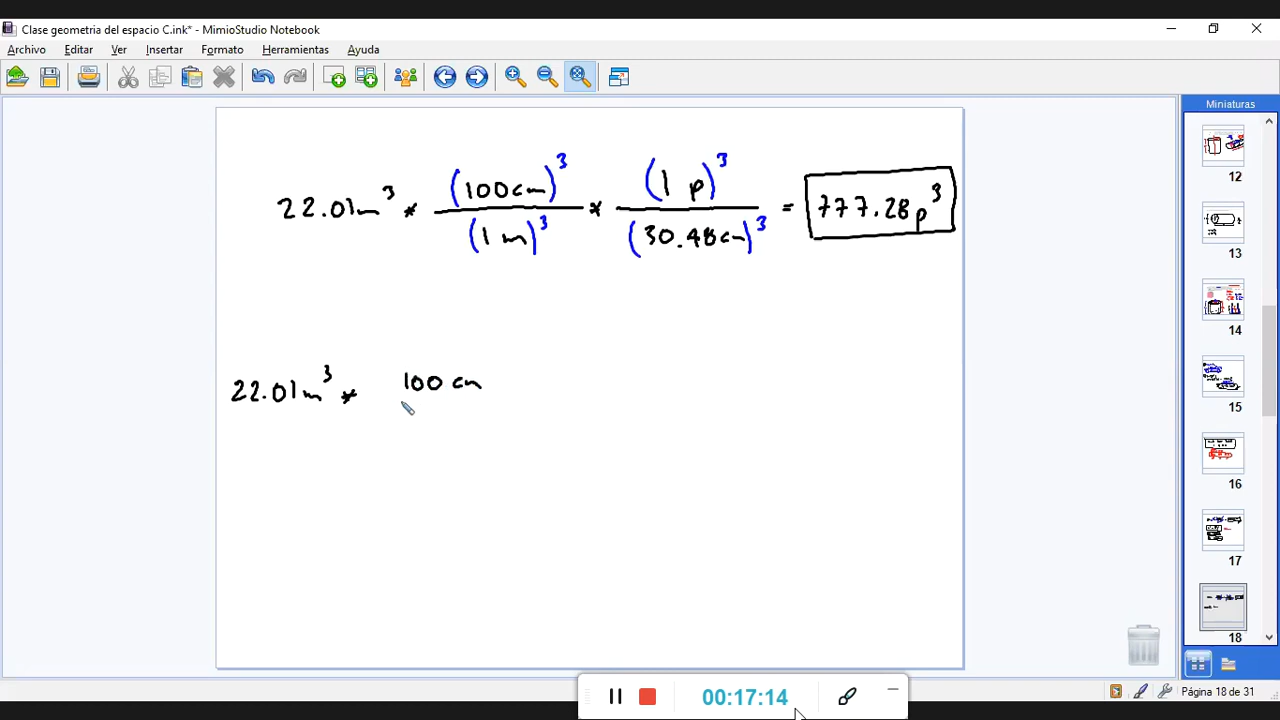 Clase geometria del espacio C.ink* - MimioStudio Notebook
Archivo Editar Ver Insertar Formato Herramientas Ayuda
Miniaturas
22.01m³ * (100cm)³ / (1 m)³ * (1 p)³ / (30.48cm)³ = 777.28p³
22.01m³ * 100 cm
12
13
14
15
16
17
18
00:17:14
Página 18 de 31